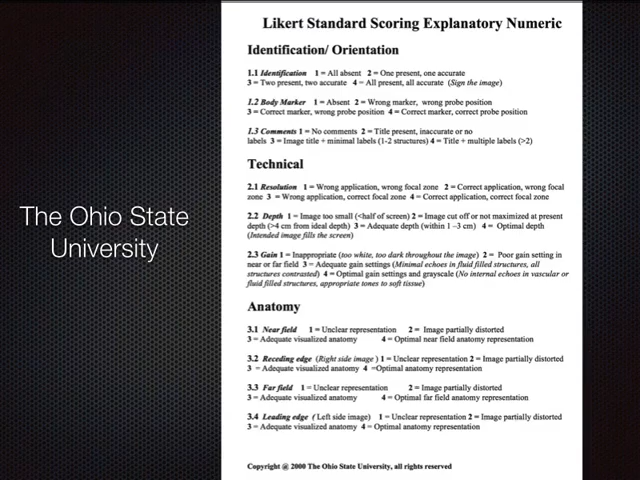 Likert Standard Scoring Explanatory Numeric
Identification/ Orientation
1.1 Identification 1 = All absent 2 = One present, one accurate
3 = Two present, two accurate 4 = All present, all accurate (Sign the image)
1.2 Body Marker 1 = Absent 2 = Wrong marker, wrong probe position
3 = Correct marker, wrong probe position 4 = Correct marker, correct probe position
1.3 Comments 1 = No comments 2 = Title present, inaccurate or no
labels 3 = Image title + minimal labels (1-2 structures) 4 = Title + multiple labels (>2)
Technical
2.1 Resolution 1 = Wrong application, wrong focal zone 2 = Correct application, wrong focal
zone 3 = Wrong application, correct focal zone 4 = Correct application, correct focal zone
2.2 Depth 1 = Image too small (<half of screen) 2 = Image cut off or not maximized at present
depth (>4 cm from ideal depth) 3 = Adequate depth (within 1 –3 cm) 4 = Optimal depth
(Intended image fills the screen)
2.3 Gain 1 = Inappropriate (too white, too dark throughout the image) 2 = Poor gain setting in
near or far field 3 = Adequate gain settings (Minimal echoes in fluid filled structures, all
structures contrasted) 4 = Optimal gain settings and grayscale (No internal echoes in vascular or
fluid filled structures, appropriate tones to soft tissue)
Anatomy
3.1 Near field 1 = Unclear representation 2 = Image partially distorted
3 = Adequate visualized anatomy 4 = Optimal near field anatomy representation
3.2 Receding edge (Right side image ) 1 = Unclear representation 2 = Image partially distorted
3 = Adequate visualized anatomy 4 =Optimal anatomy representation
3.3 Far field 1 = Unclear representation 2 = Image partially distorted
3 = Adequate visualized anatomy 4 = Optimal far field anatomy representation
3.4 Leading edge ( Left side image) 1 = Unclear representation 2 = Image partially distorted
3 = Adequate visualized anatomy 4 = Optimal anatomy representation
Copyright @ 2000 The Ohio State University, all rights reserved
The Ohio State
University